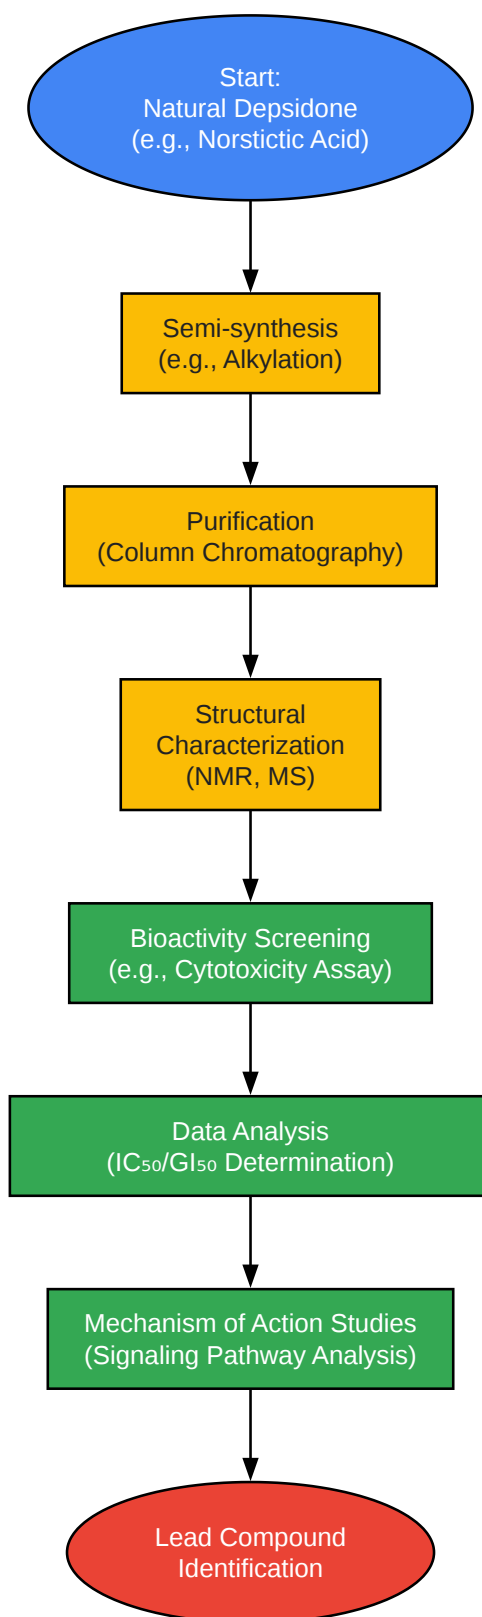 Start:
Natural Depsidone
(e.g., Norstictic Acid)
Semi-synthesis
(e.g., Alkylation)
Purification
(Column Chromatography)
Structural
Characterization
(NMR, MS)
Bioactivity Screening
(e.g., Cytotoxicity Assay)
Data Analysis
(IC₅₀/GI₅₀ Determination)
Mechanism of Action Studies
(Signaling Pathway Analysis)
Lead Compound
Identification